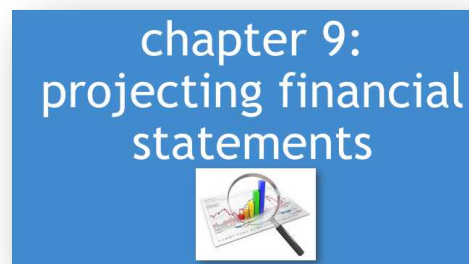 chapter 9:
projecting financial
statements